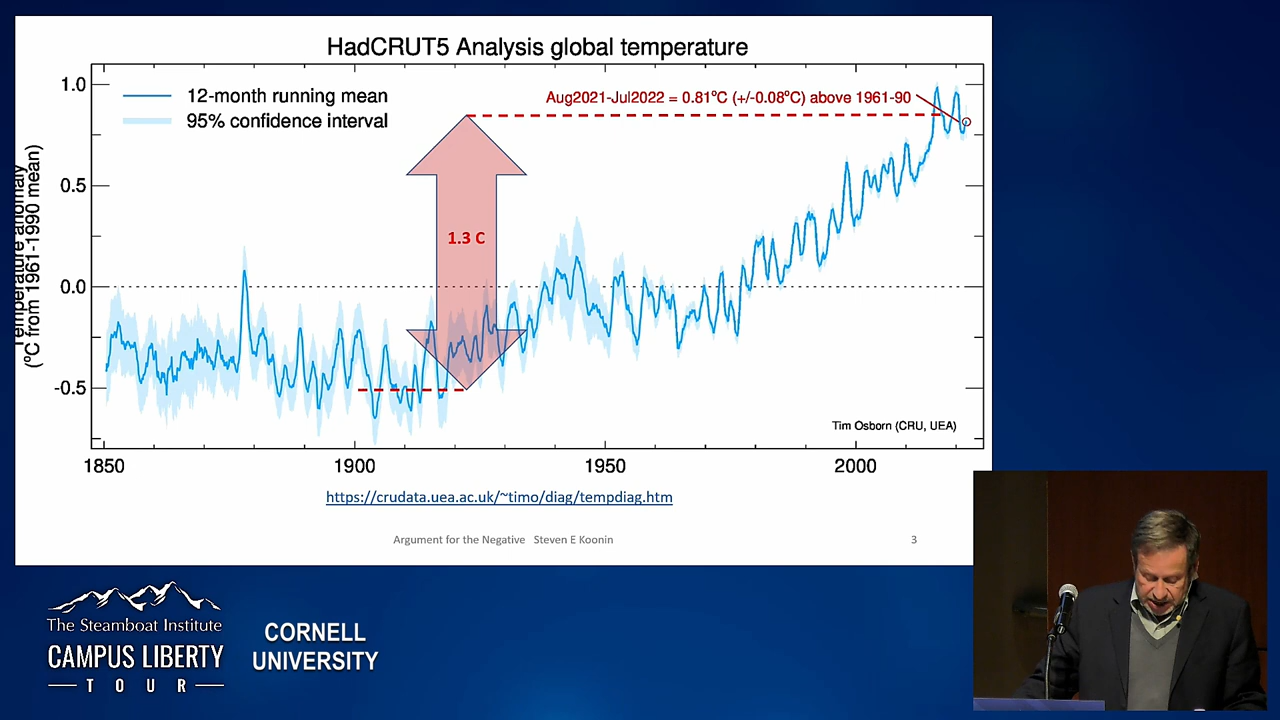 HadCRUT5 Analysis global temperature
1.0
0.5
0.0
-0.5
Temperature anomaly
(ºC from 1961-1990 mean)
12-month running mean
95% confidence interval
Aug2021-Jul2022 = 0.81ºC (+/-0.08ºC) above 1961-90
1.3 C
Tim Osborn (CRU, UEA)
1850
1900
1950
2000
https://crudata.uea.ac.uk/~timo/diag/tempdiag.htm
Argument for the Negative Steven E Koonin
3
The Steamboat Institute
CAMPUS LIBERTY
TOUR
CORNELL
UNIVERSITY